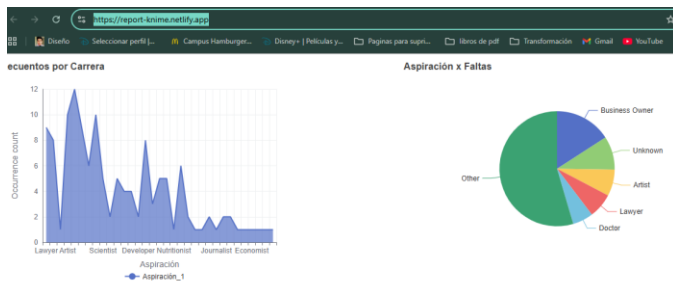 https://report-knime.netlify.app
Diseño
Seleccionar perfil |...
Campus Hamburger...
Disney+ | Películas y...
Paginas para supri...
libros de pdf
Transformación
Gmail
YouTube
ecuentos por Carrera
12
10
8
6
4
2
0
Occurrence count
Lawyer Artist Scientist Developer Nutritionist Journalist Economist
Aspiración
Aspiración_1
Aspiración x Faltas
Business Owner
Unknown
Artist
Lawyer
Doctor
Other